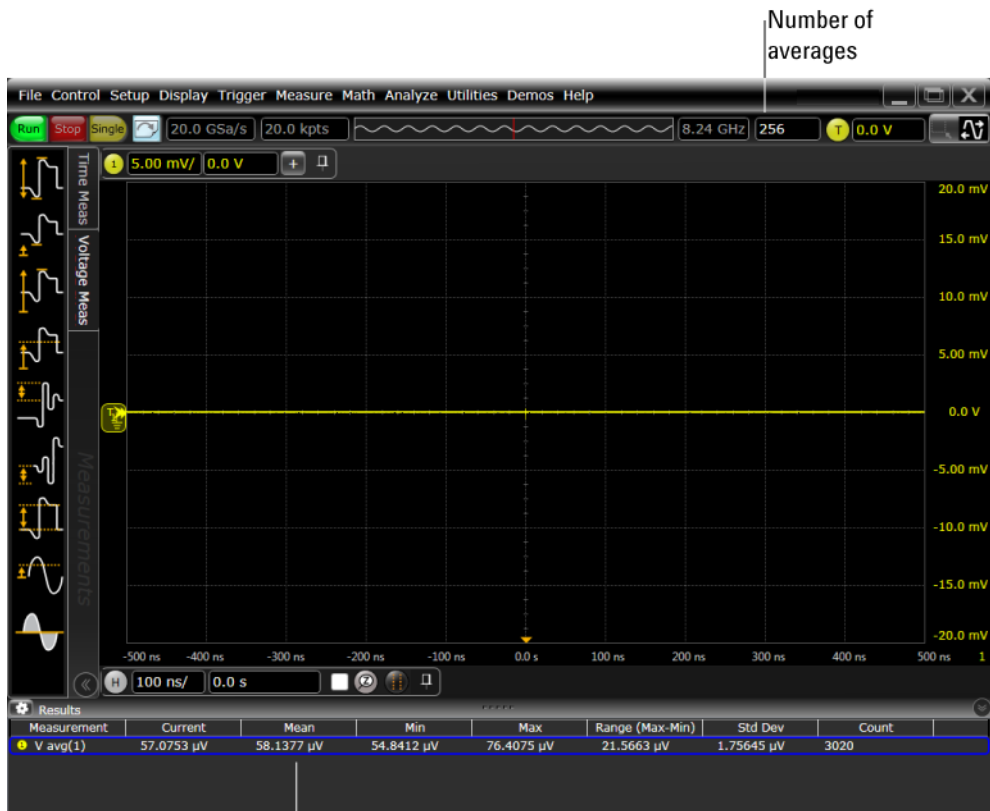 Number of
averages
File Control Setup Display Trigger Measure Math Analyze Utilities Demos Help
Run Stop Single 20.0 GSa/s 20.0 kpts 8.24 GHz 256 T 0.0 V
1 5.00 mV/ 0.0 V +
Time Meas
Voltage Meas
Measurements
20.0 mV
15.0 mV
10.0 mV
5.00 mV
T 0.0 V
-5.00 mV
-10.0 mV
-15.0 mV
-20.0 mV
-500 ns -400 ns -300 ns -200 ns -100 ns 0.0 s 100 ns 200 ns 300 ns 400 ns 500 ns 1
H 100 ns/ 0.0 s Z
Results
Measurement Current Mean Min Max Range (Max-Min) Std Dev Count
1 V avg(1) 57.0753 µV 58.1377 µV 54.8412 µV 76.4075 µV 21.5663 µV 1.75645 µV 3020